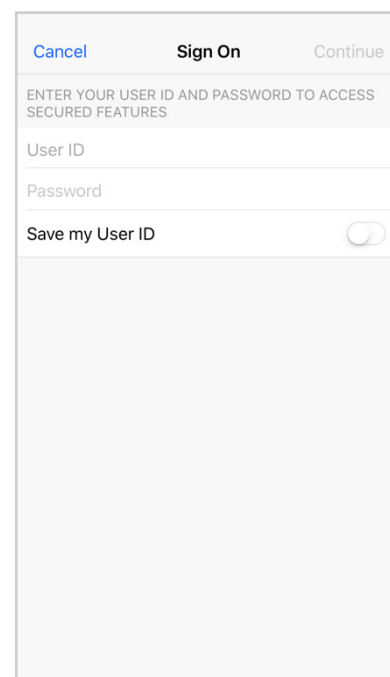 Cancel Sign On Continue
ENTER YOUR USER ID AND PASSWORD TO ACCESS
SECURED FEATURES
User ID
Password
Save my User ID